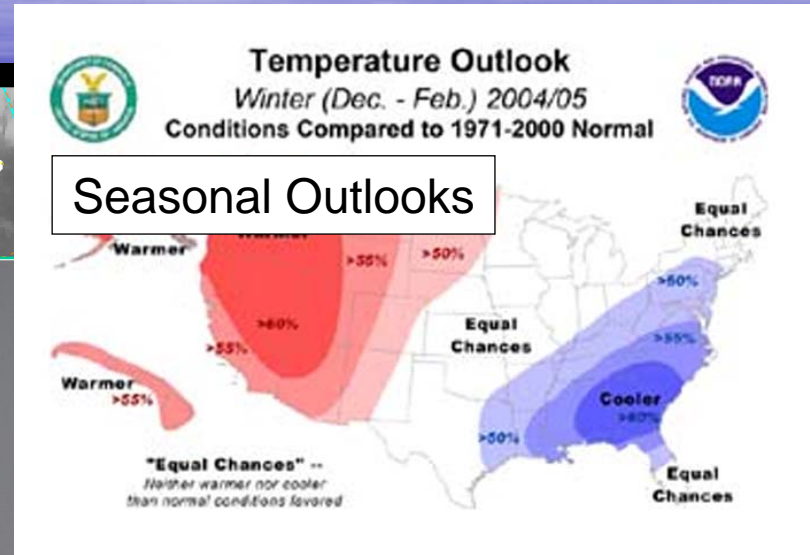 Temperature Outlook
Winter (Dec. - Feb.) 2004/05
Conditions Compared to 1971-2000 Normal
NOAA
Seasonal Outlooks
Equal
Chances
Warmer
>55%
>50%
>50%
>60%
Equal
Chances
>55%
>55%
Warmer
>55%
Cooler
>60%
>50%
"Equal Chances" --
Neither warmer nor cooler
than normal conditions favored
Equal
Chances